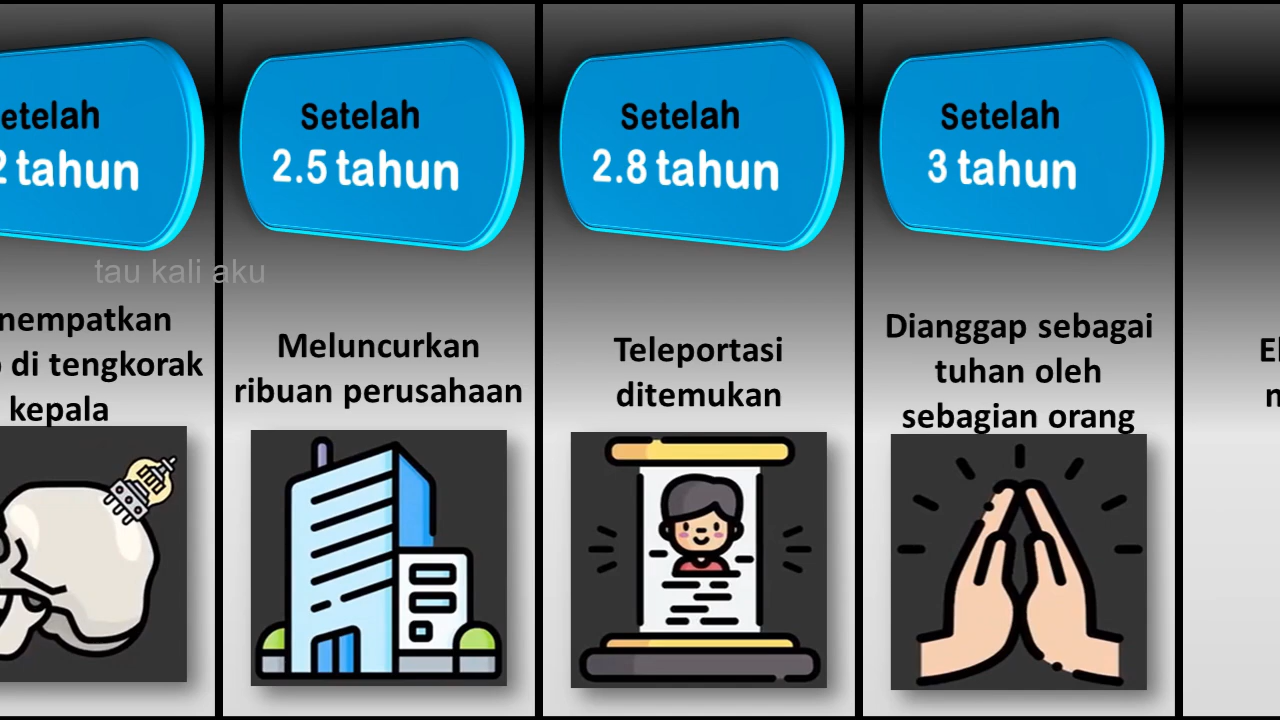 etelah
2 tahun
nempatkan
di tengkorak
kepala
Setelah
2.5 tahun
Meluncurkan
ribuan perusahaan
Setelah
2.8 tahun
Teleportasi
ditemukan
Setelah
3 tahun
Dianggap sebagai
tuhan oleh
sebagian orang
tau kali aku